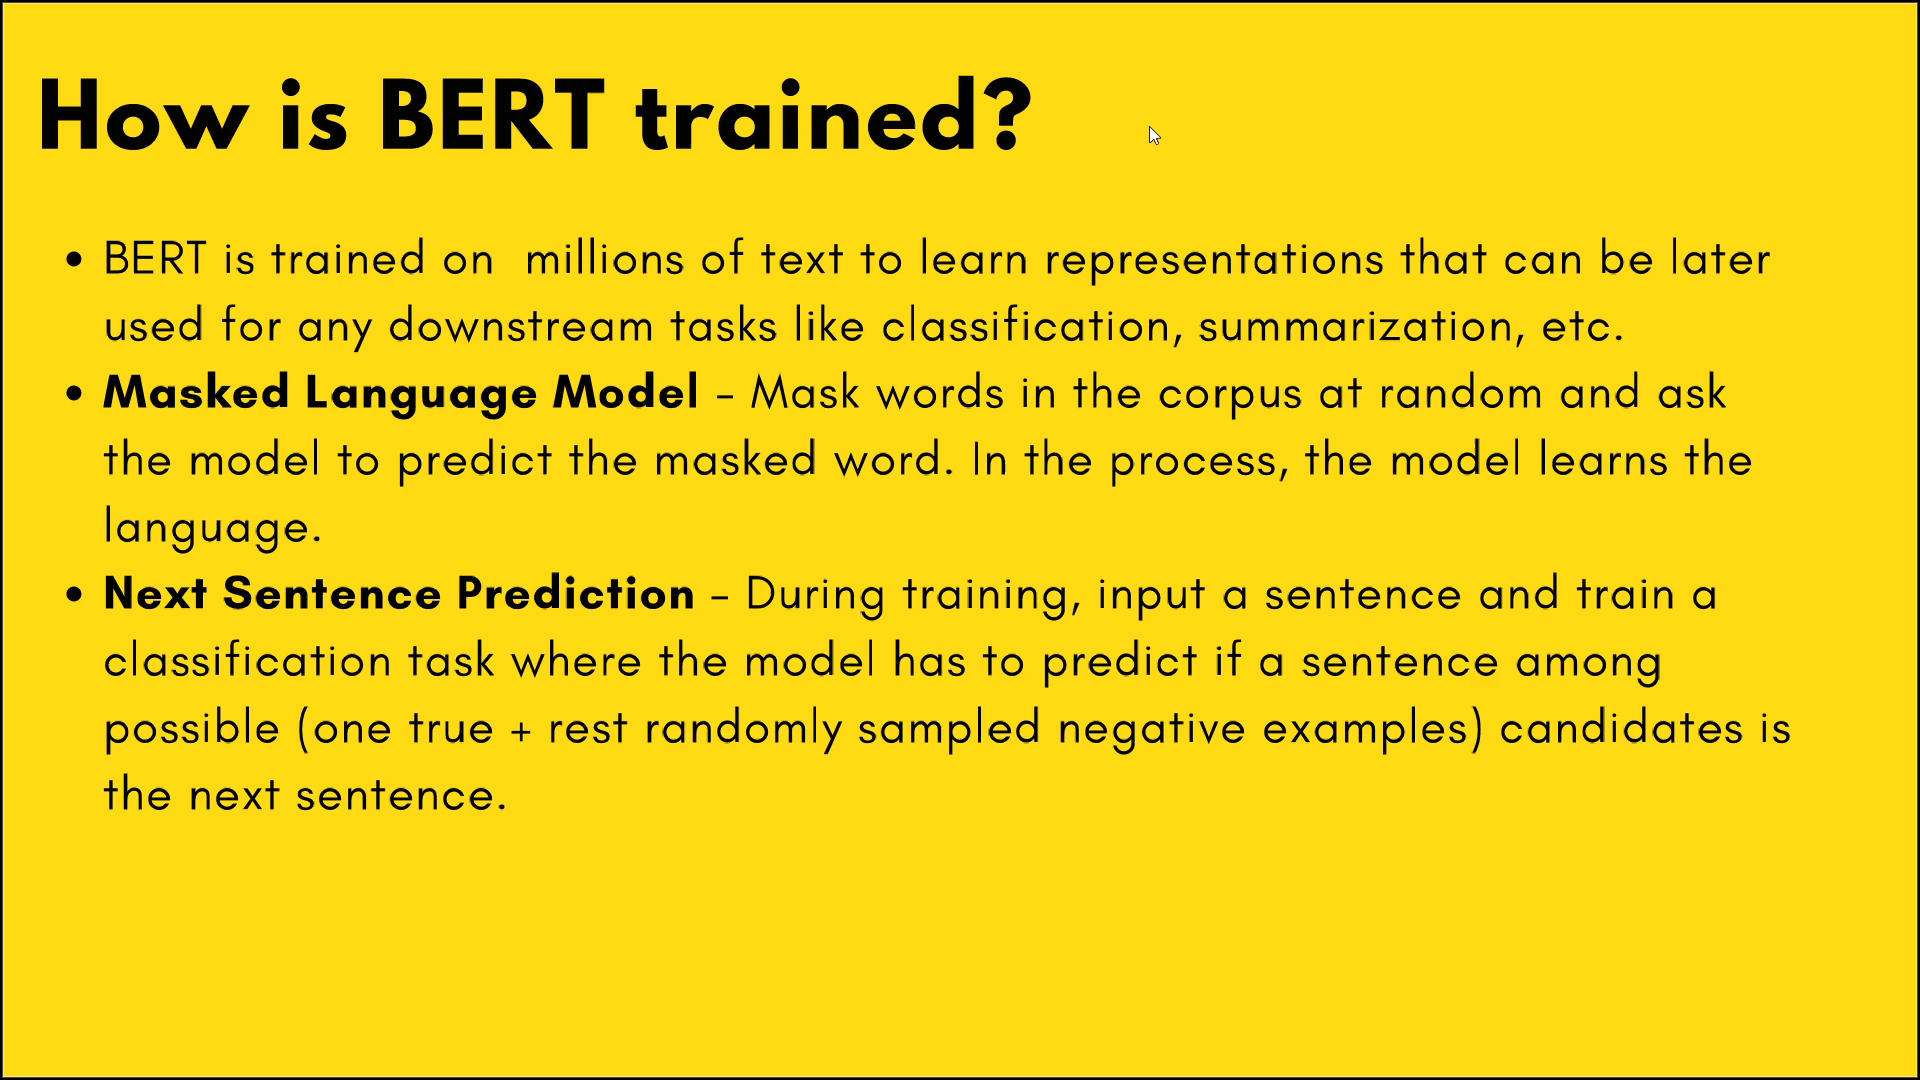 How is BERT trained?
• BERT is trained on  millions of text to learn representations that can be later
used for any downstream tasks like classification, summarization, etc.
• Masked Language Model - Mask words in the corpus at random and ask
the model to predict the masked word. In the process, the model learns the
language.
• Next Sentence Prediction - During training, input a sentence and train a
classification task where the model has to predict if a sentence among
possible (one true + rest randomly sampled negative examples) candidates is
the next sentence.